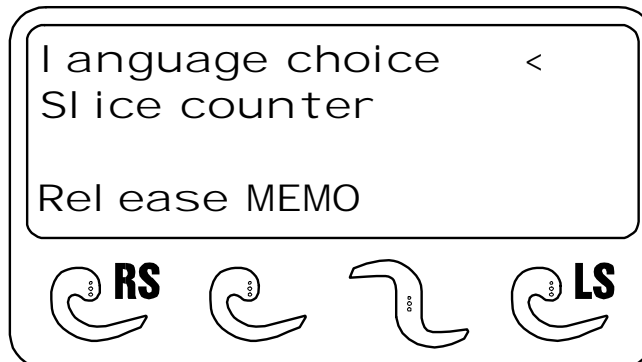 language choice <
Slice counter
Release MEMO
RS LS